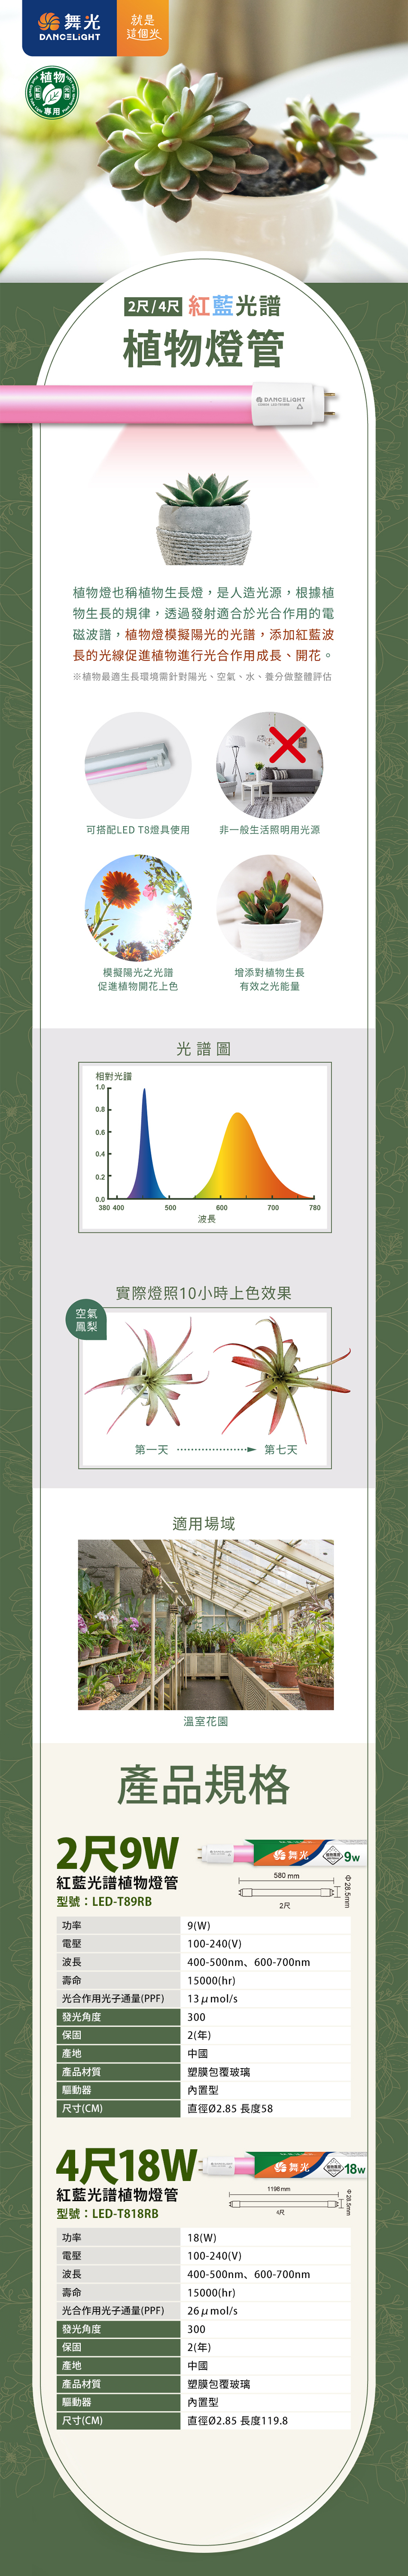 舞光
DANCELIGHT
就是
這個光
植物
紅藍
光譜
專用
2尺/4尺 紅藍光譜
植物燈管
DANCELIGHT
植物燈也稱植物生長燈,是人造光源,根據植
物生長的規律,透過發射適合於光合作用的電
磁波譜,植物燈模擬陽光的光譜,添加紅藍波
長的光線促進植物進行光合作用成長、開花。
※植物最適生長環境需針對陽光、空氣、水、養分做整體評估
可搭配LED T8燈具使用
非一般生活照明用光源
模擬陽光之光譜
促進植物開花上色
增添對植物生長
有效之光能量
光譜圖
相對光譜
1.0
0.8
0.6
0.4
0.2
0.0
380 400 500 600 700 780
波長
實際燈照10小時上色效果
空氣
鳳梨
第一天
第七天
適用場域
溫室花園
產品規格
2尺9W
紅藍光譜植物燈管
型號:LED-T89RB
舞光
9W
580 mm
Φ28.5mm
2尺
功率 9(W)
電壓 100-240(V)
波長 400-500nm、600-700nm
壽命 15000(hr)
光合作用光子通量(PPF) 13μmol/s
發光角度 300
保固 2(年)
產地 中國
產品材質 塑膜包覆玻璃
驅動器 內置型
尺寸(CM) 直徑Ø2.85 長度58
4尺18W
紅藍光譜植物燈管
型號:LED-T818RB
舞光
18W
1198 mm
Φ28.5mm
4尺
功率 18(W)
電壓 100-240(V)
波長 400-500nm、600-700nm
壽命 15000(hr)
光合作用光子通量(PPF) 26μmol/s
發光角度 300
保固 2(年)
產地 中國
產品材質 塑膜包覆玻璃
驅動器 內置型
尺寸(CM) 直徑Ø2.85 長度119.8